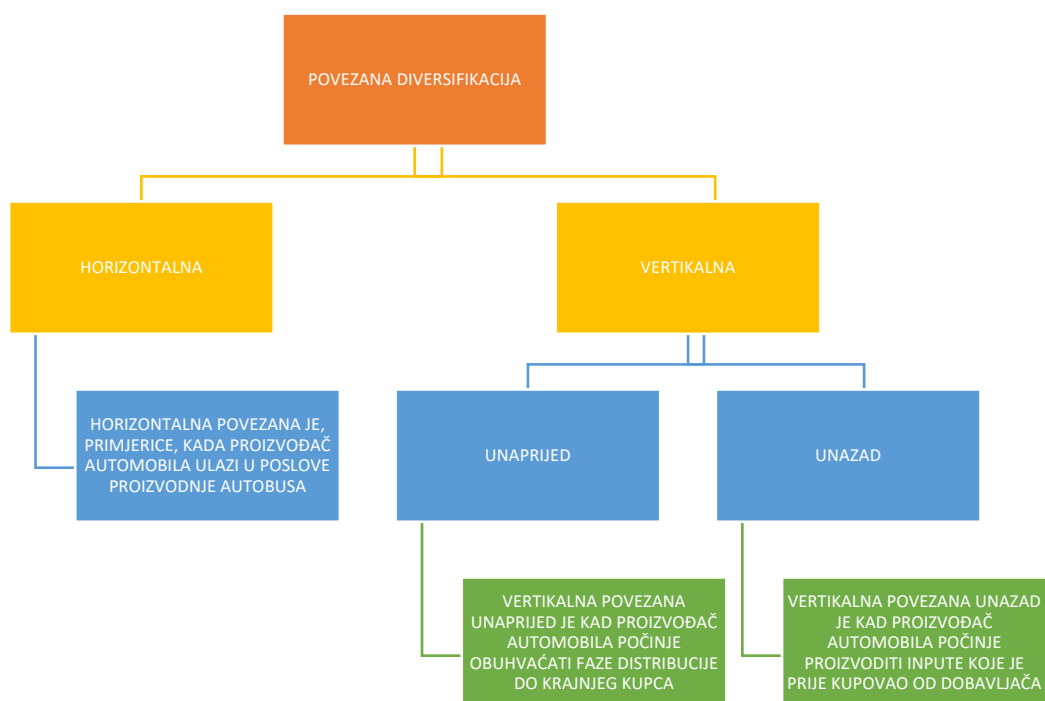 POVEZANA DIVERSIFIKACIJA
HORIZONTALNA
VERTIKALNA
HORIZONTALNA POVEZANA JE,
PRIMJERICE, KADA PROIZVOĐAČ
AUTOMOBILA ULAZI U POSLOVE
PROIZVODNJE AUTOBUSA
UNAPRIJED
UNAZAD
VERTIKALNA POVEZANA
UNAPRIJED JE KAD PROIZVOĐAČ
AUTOMOBILA POČINJE
OBUHVAĆATI FAZE DISTRIBUCIJE
DO KRAJNJEG KUPCA
VERTIKALNA POVEZANA UNAZAD
JE KAD PROIZVOĐAČ
AUTOMOBILA POČINJE
PROIZVODITI INPUTE KOJE JE
PRIJE KUPOVAO OD DOBAVLJAČA